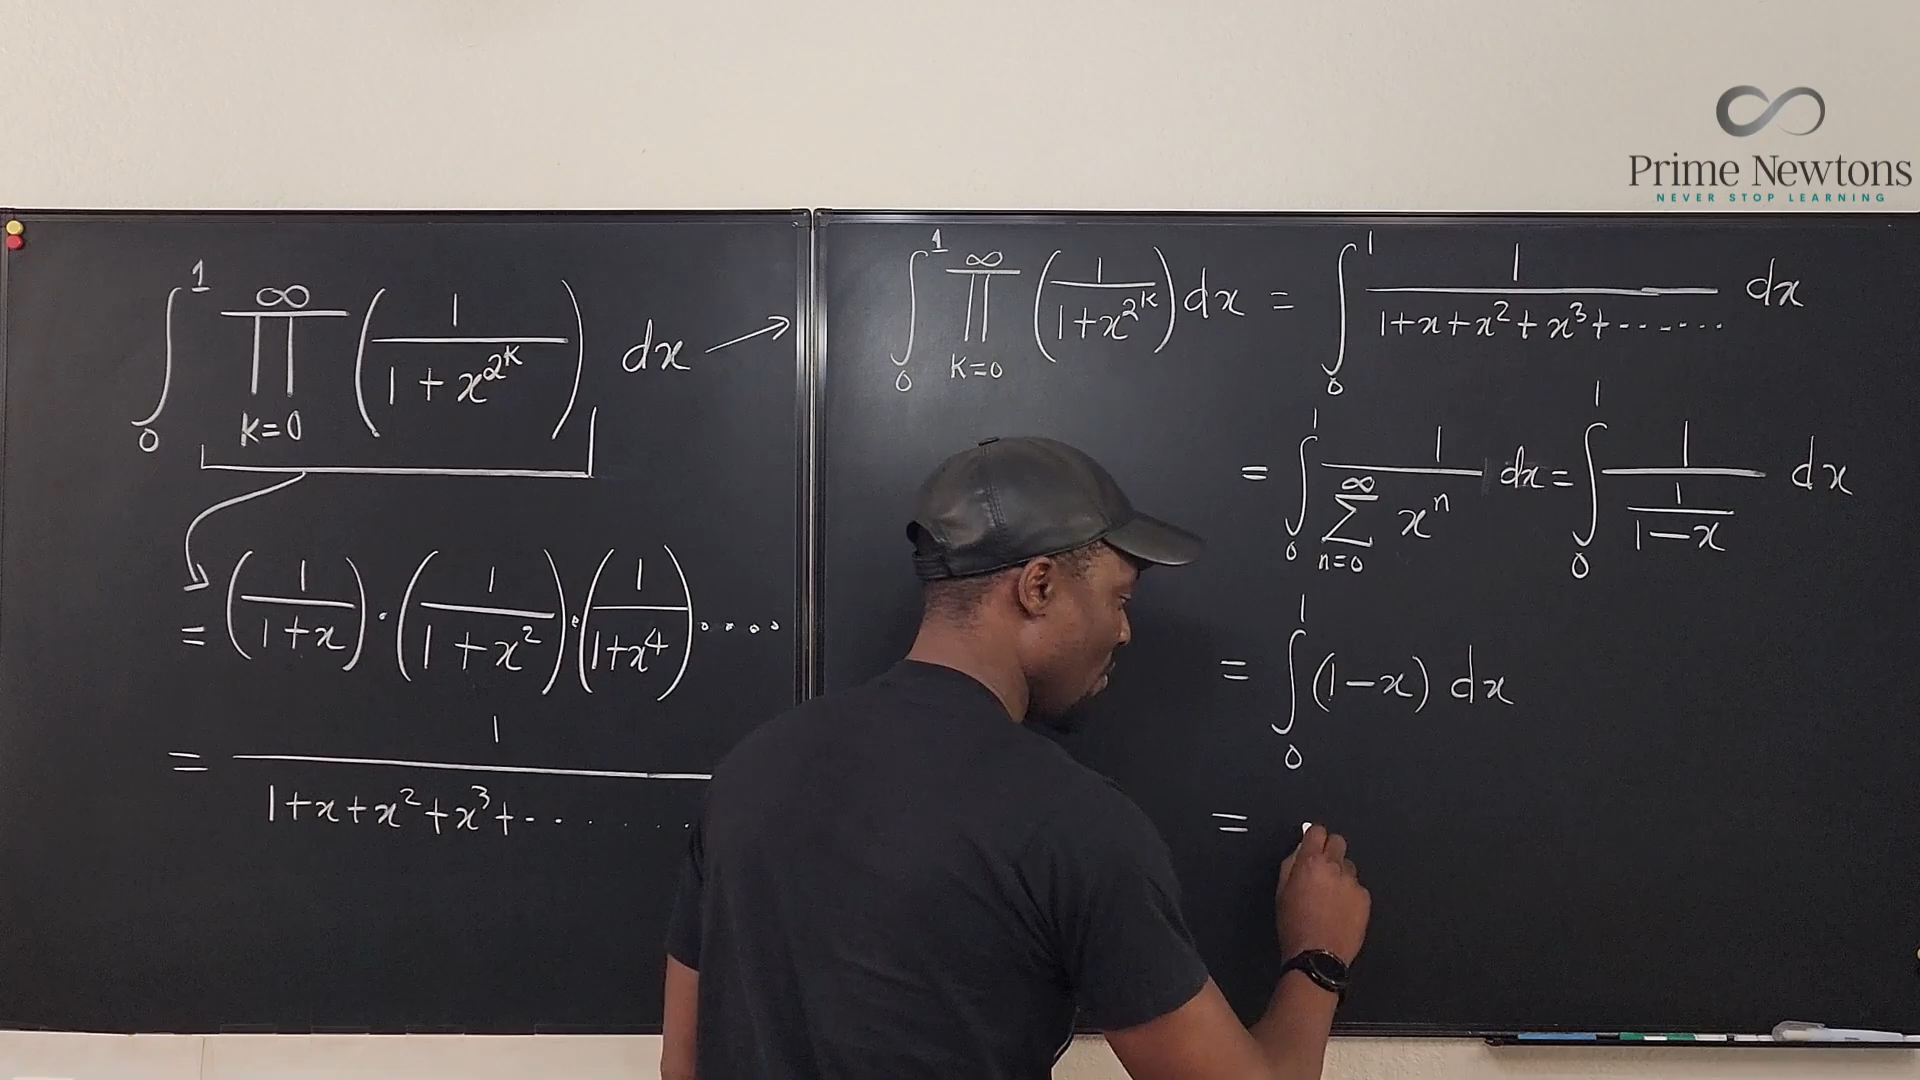 Prime Newtons
NEVER STOP LEARNING
∫₀¹ ∏_{k=0}^{∞} (1/(1+x^{2^k})) dx →
= (1/(1+x))·(1/(1+x²))·(1/(1+x⁴))....
= 1/(1+x+x²+x³+.......)
∫₀¹ ∏_{k=0}^{∞} (1/(1+x^{2^k})) dx = ∫₀¹ 1/(1+x+x²+x³+.......) dx
= ∫₀¹ 1/(∑_{n=0}^{∞} xⁿ) dx = ∫₀¹ 1/(1/(1-x)) dx
= ∫₀¹ (1-x) dx
=